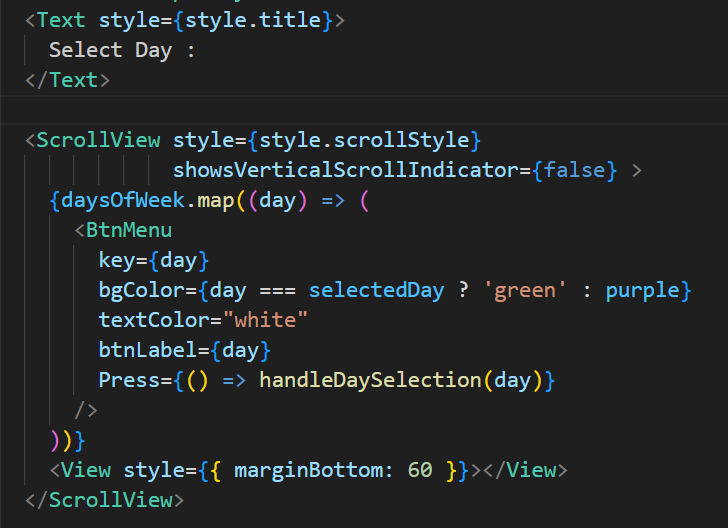 <Text style={style.title}>
Select Day :
</Text>
<ScrollView style={style.scrollStyle}
showsVerticalScrollIndicator={false} >
{daysOfWeek.map((day) => (
<BtnMenu
key={day}
bgColor={day === selectedDay ? 'green' : purple}
textColor="white"
btnLabel={day}
Press={() => handleDaySelection(day)}
/>
))}
<View style={{ marginBottom: 60 }}></View>
</ScrollView>